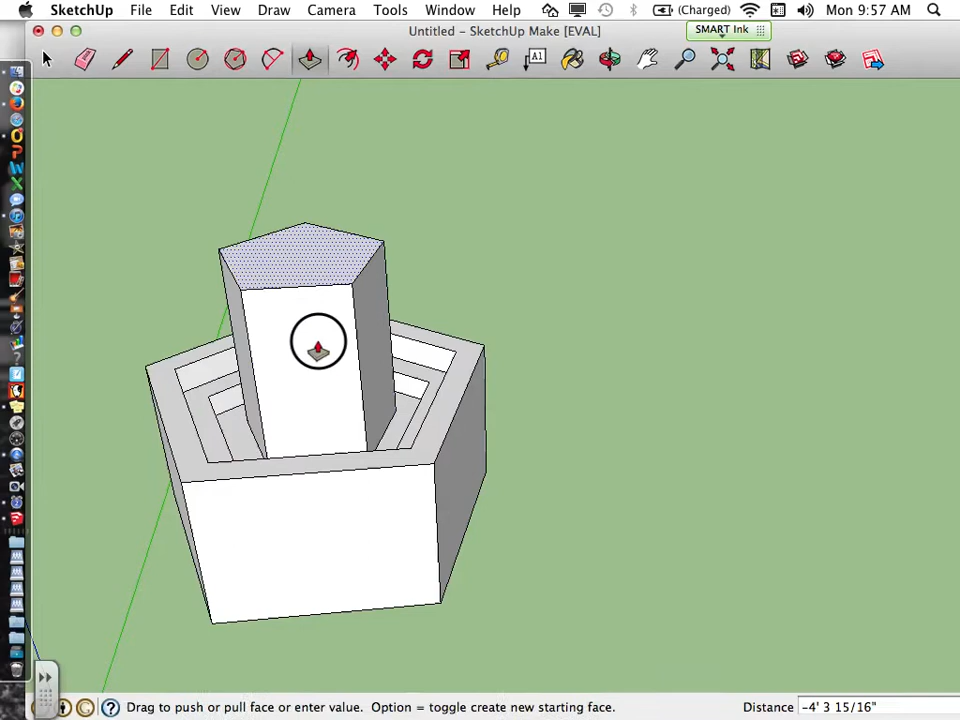 SketchUp File Edit View Draw Camera Tools Window Help (Charged) Mon 9:57 AM
Untitled – SketchUp Make [EVAL]
SMART Ink
A1
Drag to push or pull face or enter value. Option = toggle create new starting face. Distance -4' 3 15/16"